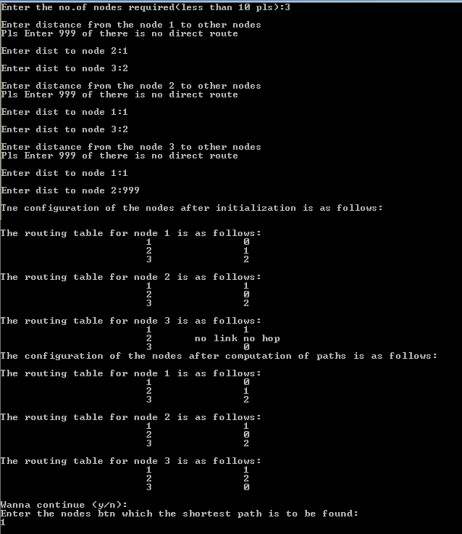 Enter the no.of nodes required(less than 10 pls):3
Enter distance from the node 1 to other nodes
Pls Enter 999 of there is no direct route
Enter dist to node 2:1
Enter dist to node 3:2
Enter distance from the node 2 to other nodes
Pls Enter 999 of there is no direct route
Enter dist to node 1:1
Enter dist to node 3:2
Enter distance from the node 3 to other nodes
Pls Enter 999 of there is no direct route
Enter dist to node 1:1
Enter dist to node 2:999
Tne configuration of the nodes after initialization is as follows:
The routing table for node 1 is as follows:
1 0
2 1
3 2
The routing table for node 2 is as follows:
1 1
2 0
3 2
The routing table for node 3 is as follows:
1 1
2 no link no hop
3 0
The configuration of the nodes after computation of paths is as follows:
The routing table for node 1 is as follows:
1 0
2 1
3 2
The routing table for node 2 is as follows:
1 1
2 0
3 2
The routing table for node 3 is as follows:
1 1
2 2
3 0
Wanna continue (y/n):
Enter the nodes btn which the shortest path is to be found:
1